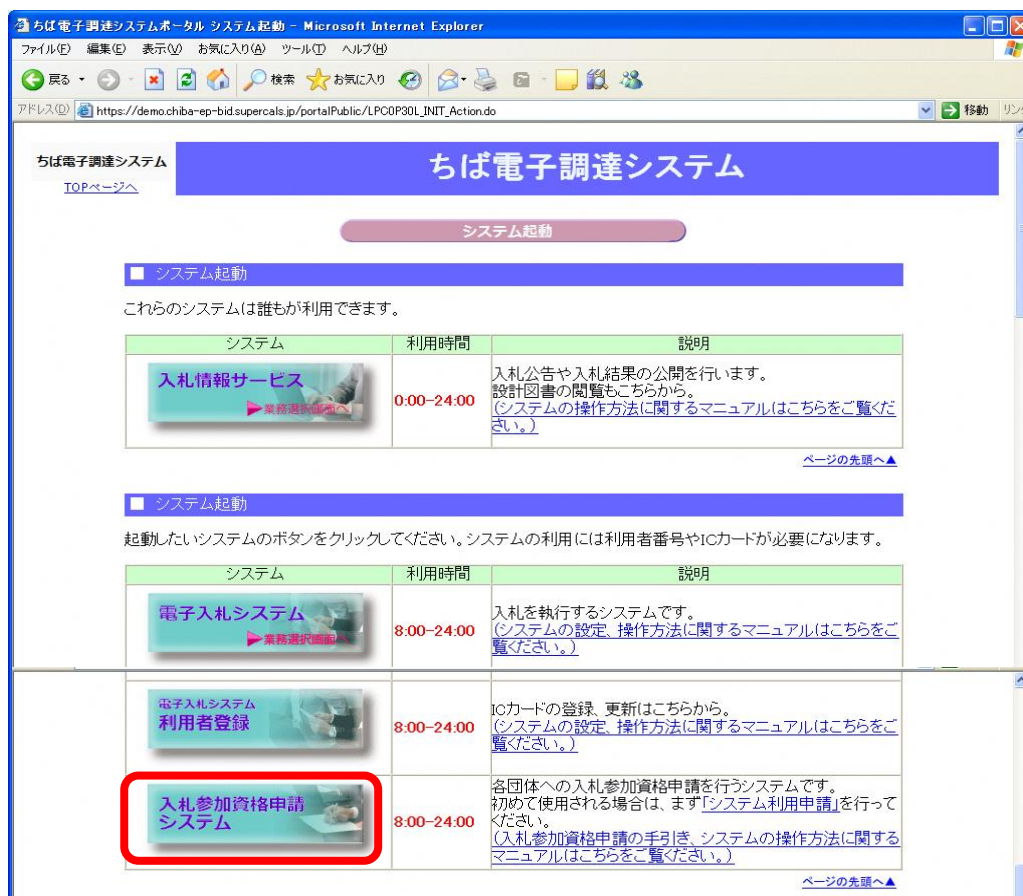 ちば電子調達システムポータル システム起動 - Microsoft Internet Explorer
ファイル(F) 編集(E) 表示(V) お気に入り(A) ツール(T) ヘルプ(H)
戻る 検索 お気に入り
アドレス(D) https://demo.chiba-ep-bid.supercals.jp/portalPublic/LPC0P30L_INIT_Action.do 移動 リンク
ちば電子調達システム
TOPページへ
ちば電子調達システム
システム起動
■ システム起動
これらのシステムは誰もが利用できます。
システム 利用時間 説明
入札情報サービス
▶業務選択画面へ
0:00-24:00
入札公告や入札結果の公開を行います。
設計図書の閲覧もこちらから。
(システムの操作方法に関するマニュアルはこちらをご覧くだ
さい。)
ページの先頭へ▲
■ システム起動
起動したいシステムのボタンをクリックしてください。システムの利用には利用者番号やICカードが必要になります。
システム 利用時間 説明
電子入札システム
▶業務選択画面へ
8:00-24:00
入札を執行するシステムです。
(システムの設定、操作方法に関するマニュアルはこちらをご
覧ください。)
電子入札システム
利用者登録
8:00-24:00
ICカードの登録、更新はこちらから。
(システムの設定、操作方法に関するマニュアルはこちらをご
覧ください。)
入札参加資格申請
システム
8:00-24:00
各団体への入札参加資格申請を行うシステムです。
初めて使用される場合は、まず「システム利用申請」を行って
ください。
(入札参加資格申請の手引き、システムの操作方法に関する
マニュアルはこちらをご覧ください。)
ページの先頭へ▲